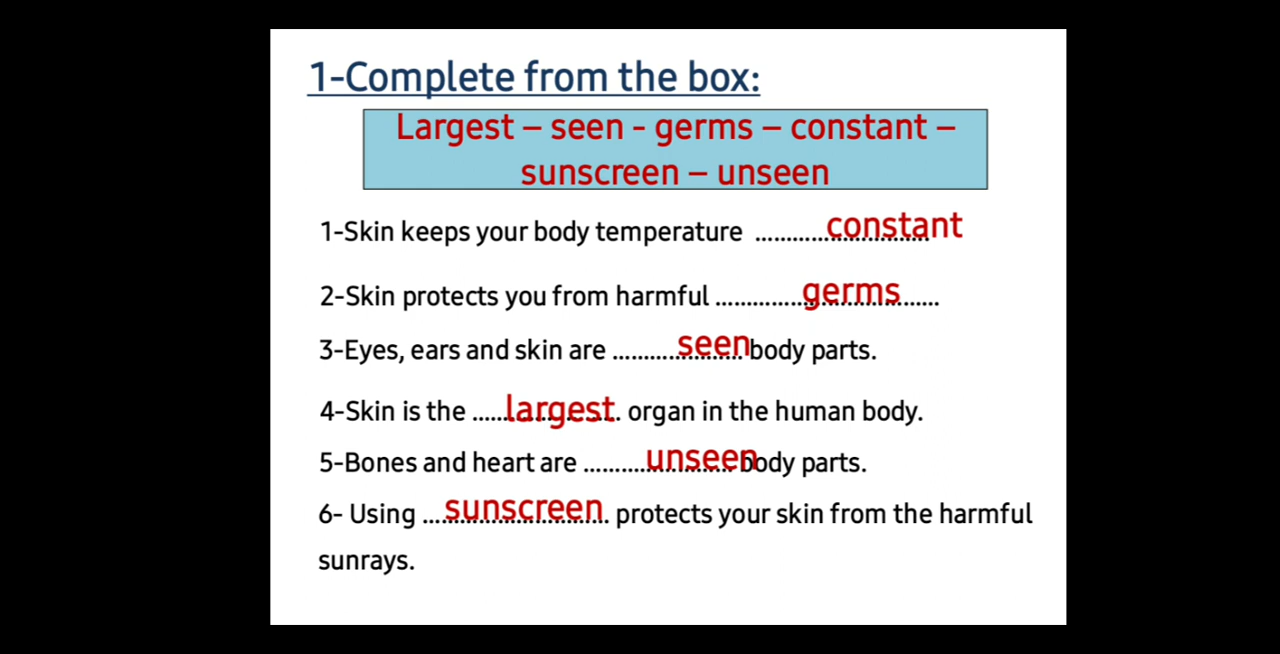 1-Complete from the box:
Largest – seen - germs – constant –
sunscreen – unseen
1-Skin keeps your body temperature ............constant
2-Skin protects you from harmful ..............germs......
3-Eyes, ears and skin are ...........seen body parts.
4-Skin is the ......largest. organ in the human body.
5-Bones and heart are ...........unseen body parts.
6- Using ...sunscreen. protects your skin from the harmful
sunrays.